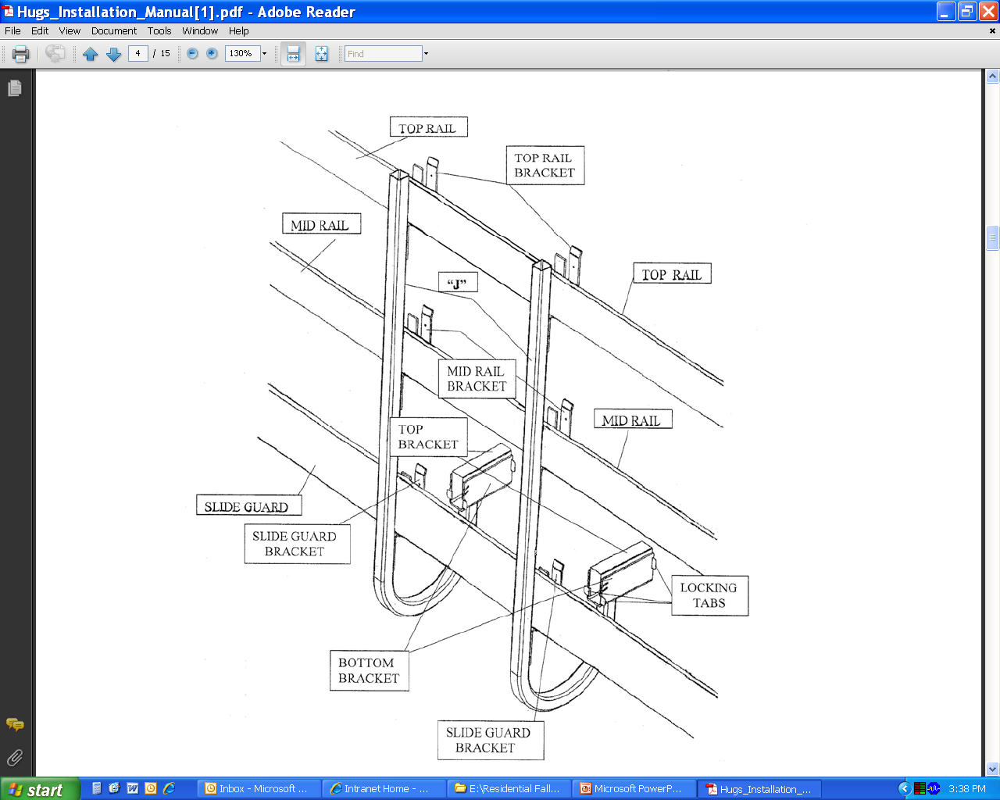 Hugs_Installation_Manual[1].pdf - Adobe Reader
File Edit View Document Tools Window Help
4 / 15 130% Find
TOP RAIL
TOP RAIL
BRACKET
MID RAIL
"J"
TOP RAIL
MID RAIL
BRACKET
MID RAIL
TOP
BRACKET
SLIDE GUARD
SLIDE GUARD
BRACKET
LOCKING
TABS
BOTTOM
BRACKET
SLIDE GUARD
BRACKET
start Inbox - Microsoft ... Intranet Home - ... E:\Residential Fall... Microsoft PowerP... Hugs_Installation_... 3:38 PM